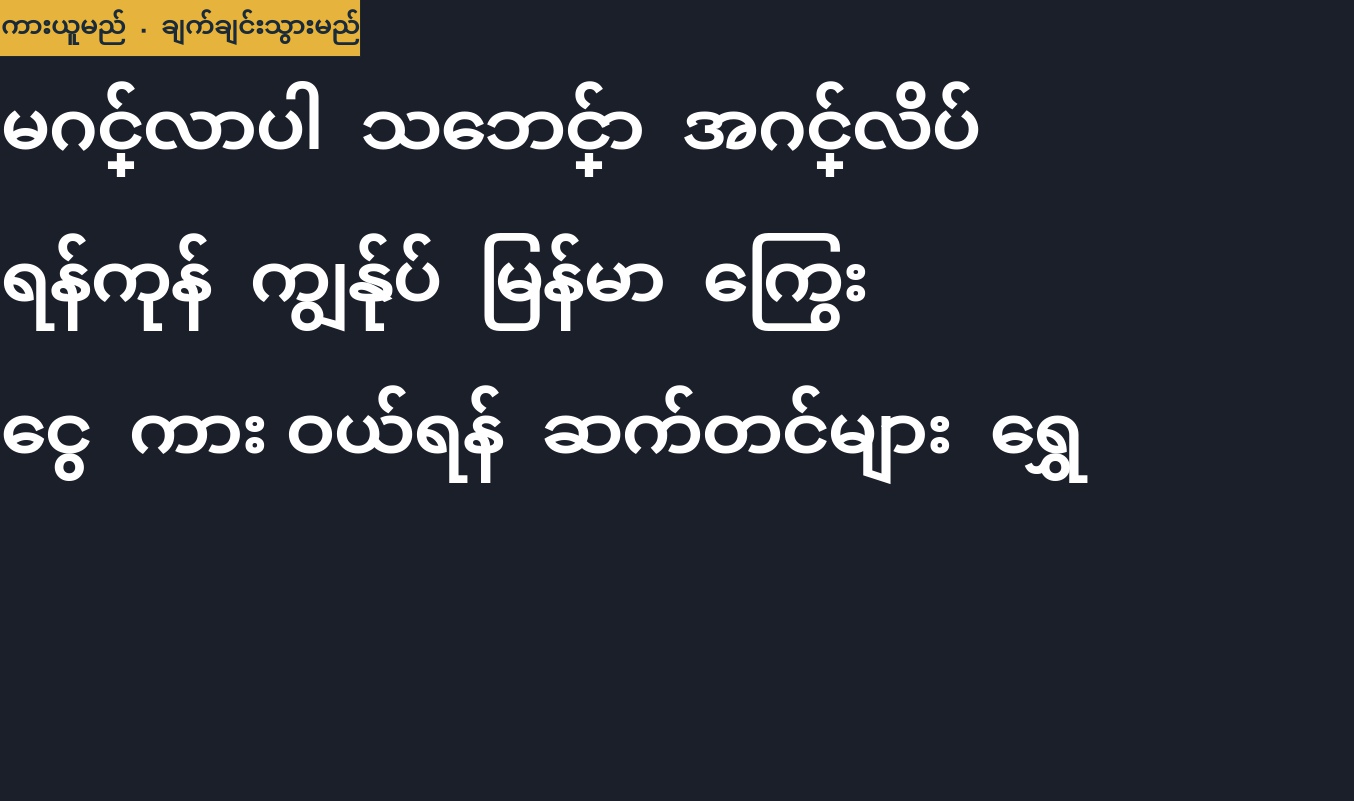 ကားယူမည် . ချက်ချင်းသွားမည်
မဂင်္လာပါ သဘေင်္ာ အဂင်္လိပ်
ရန်ကုန် ကျွန်ုပ် မြန်မာ ကြွေး
ငွေ ကား ဝယ်ရန် ဆက်တင်များ ရွှေ